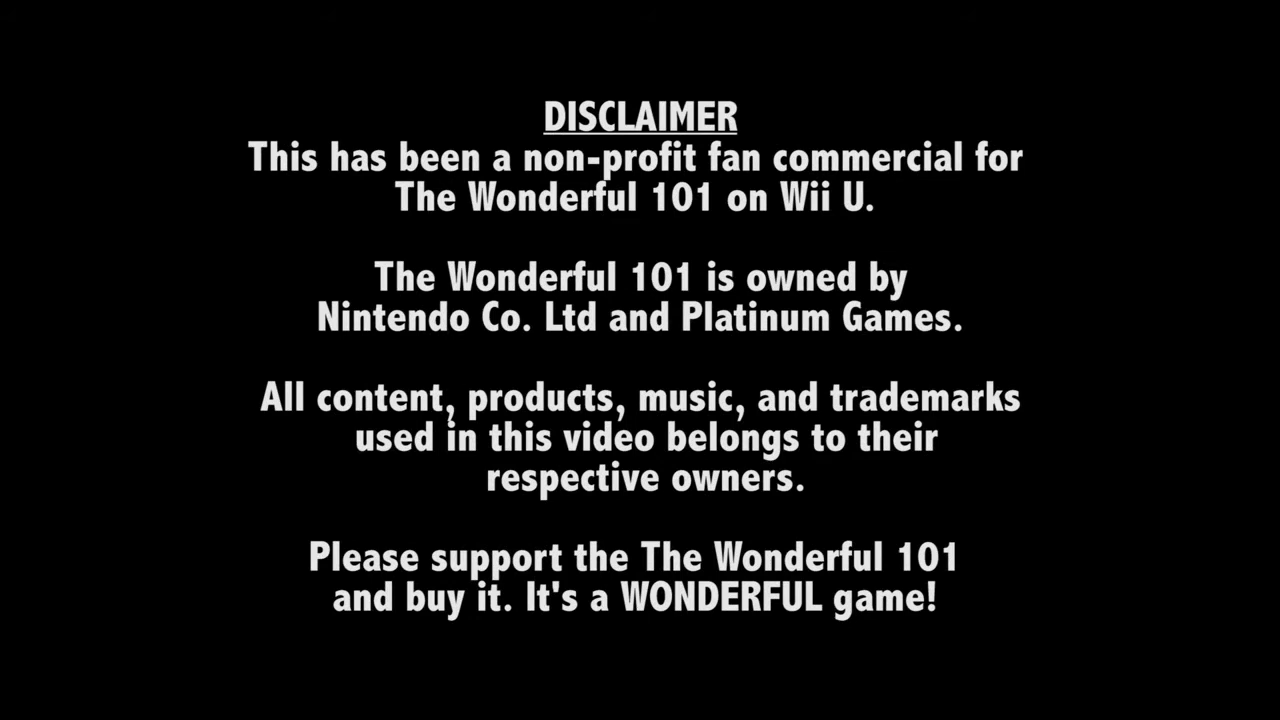 DISCLAIMER
This has been a non-profit fan commercial for
The Wonderful 101 on Wii U.
The Wonderful 101 is owned by
Nintendo Co. Ltd and Platinum Games.
All content, products, music, and trademarks
used in this video belongs to their
respective owners.
Please support the The Wonderful 101
and buy it. It's a WONDERFUL game!